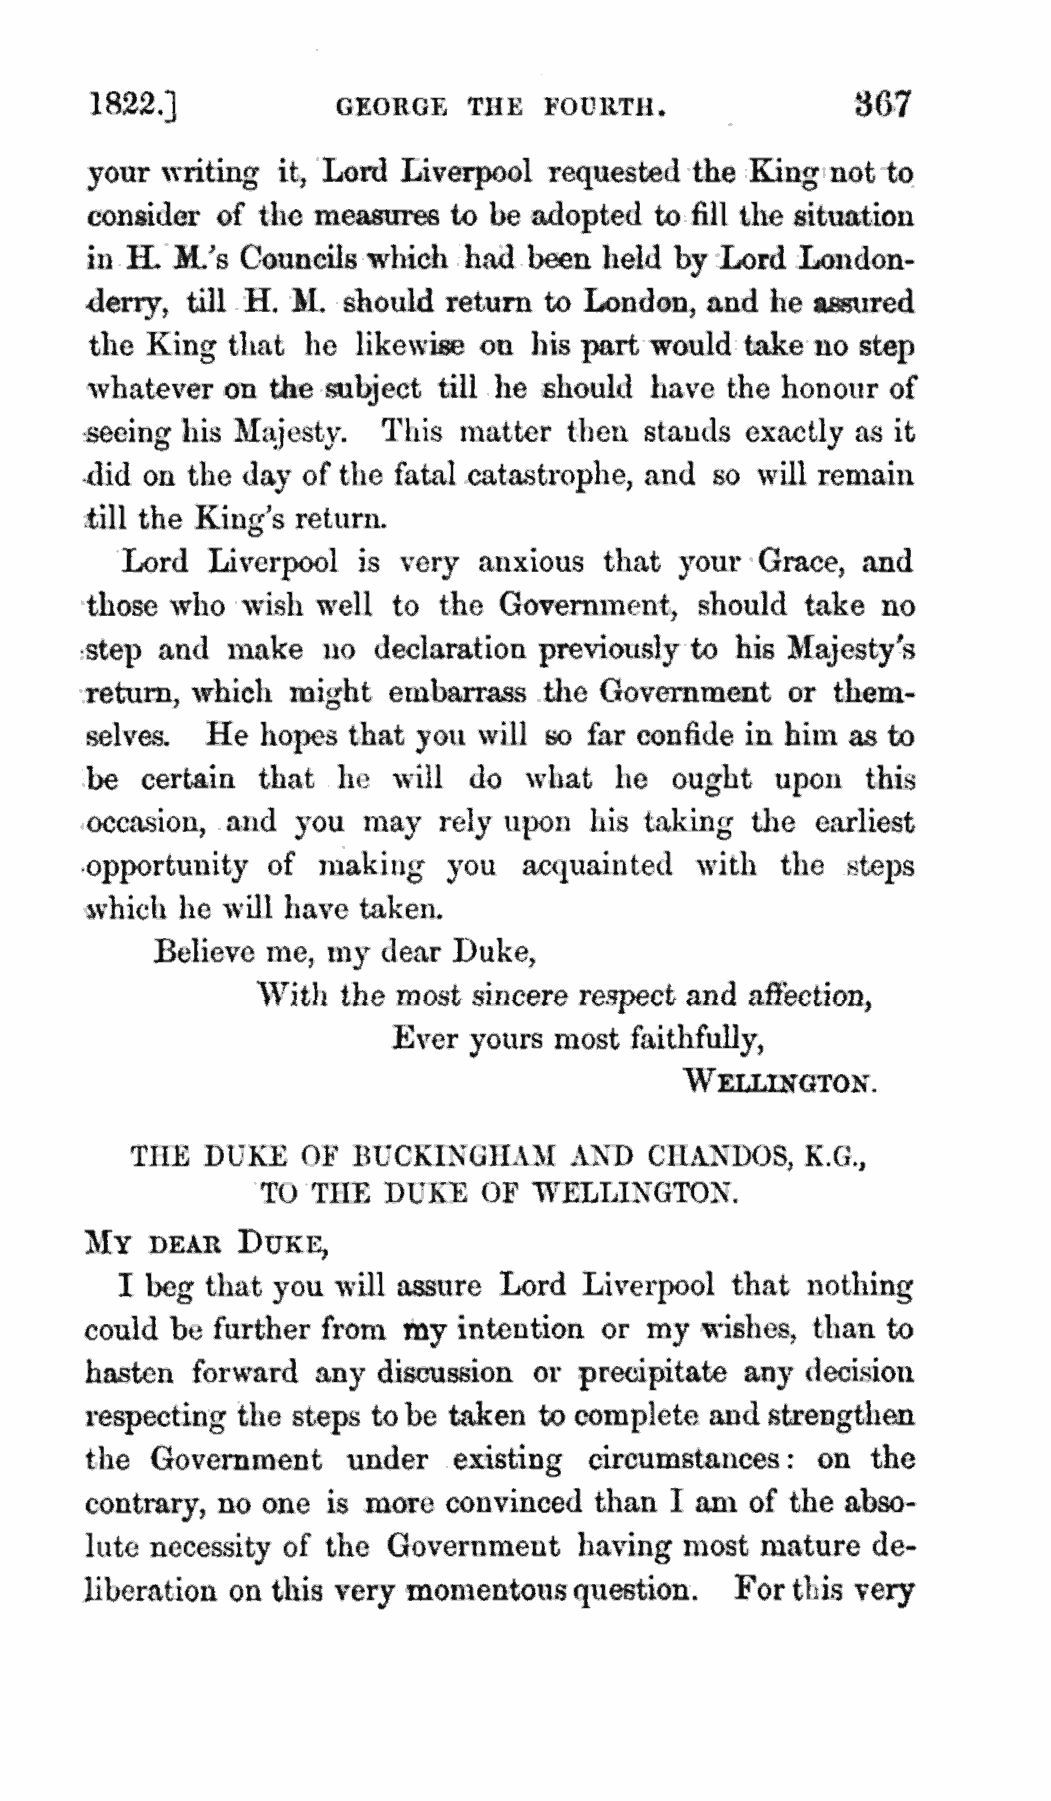 1822.] GEORGE THE FOURTH. 367
your writing it, Lord Liverpool requested the King not to
consider of the measures to be adopted to fill the situation
in H. M.'s Councils which had been held by Lord London-
derry, till H. M. should return to London, and he assured
the King that he likewise on his part would take no step
whatever on the subject till he should have the honour of
seeing his Majesty. This matter then stands exactly as it
did on the day of the fatal catastrophe, and so will remain
till the King's return.
Lord Liverpool is very anxious that your Grace, and
those who wish well to the Government, should take no
step and make no declaration previously to his Majesty's
return, which might embarrass the Government or them-
selves. He hopes that you will so far confide in him as to
be certain that he will do what he ought upon this
occasion, and you may rely upon his taking the earliest
opportunity of making you acquainted with the steps
which he will have taken.
Believe me, my dear Duke,
With the most sincere respect and affection,
Ever yours most faithfully,
WELLINGTON.
THE DUKE OF BUCKINGHAM AND CHANDOS, K.G.,
TO THE DUKE OF WELLINGTON.
MY DEAR DUKE,
I beg that you will assure Lord Liverpool that nothing
could be further from my intention or my wishes, than to
hasten forward any discussion or precipitate any decision
respecting the steps to be taken to complete and strengthen
the Government under existing circumstances: on the
contrary, no one is more convinced than I am of the abso-
lute necessity of the Government having most mature de-
liberation on this very momentous question. For this very